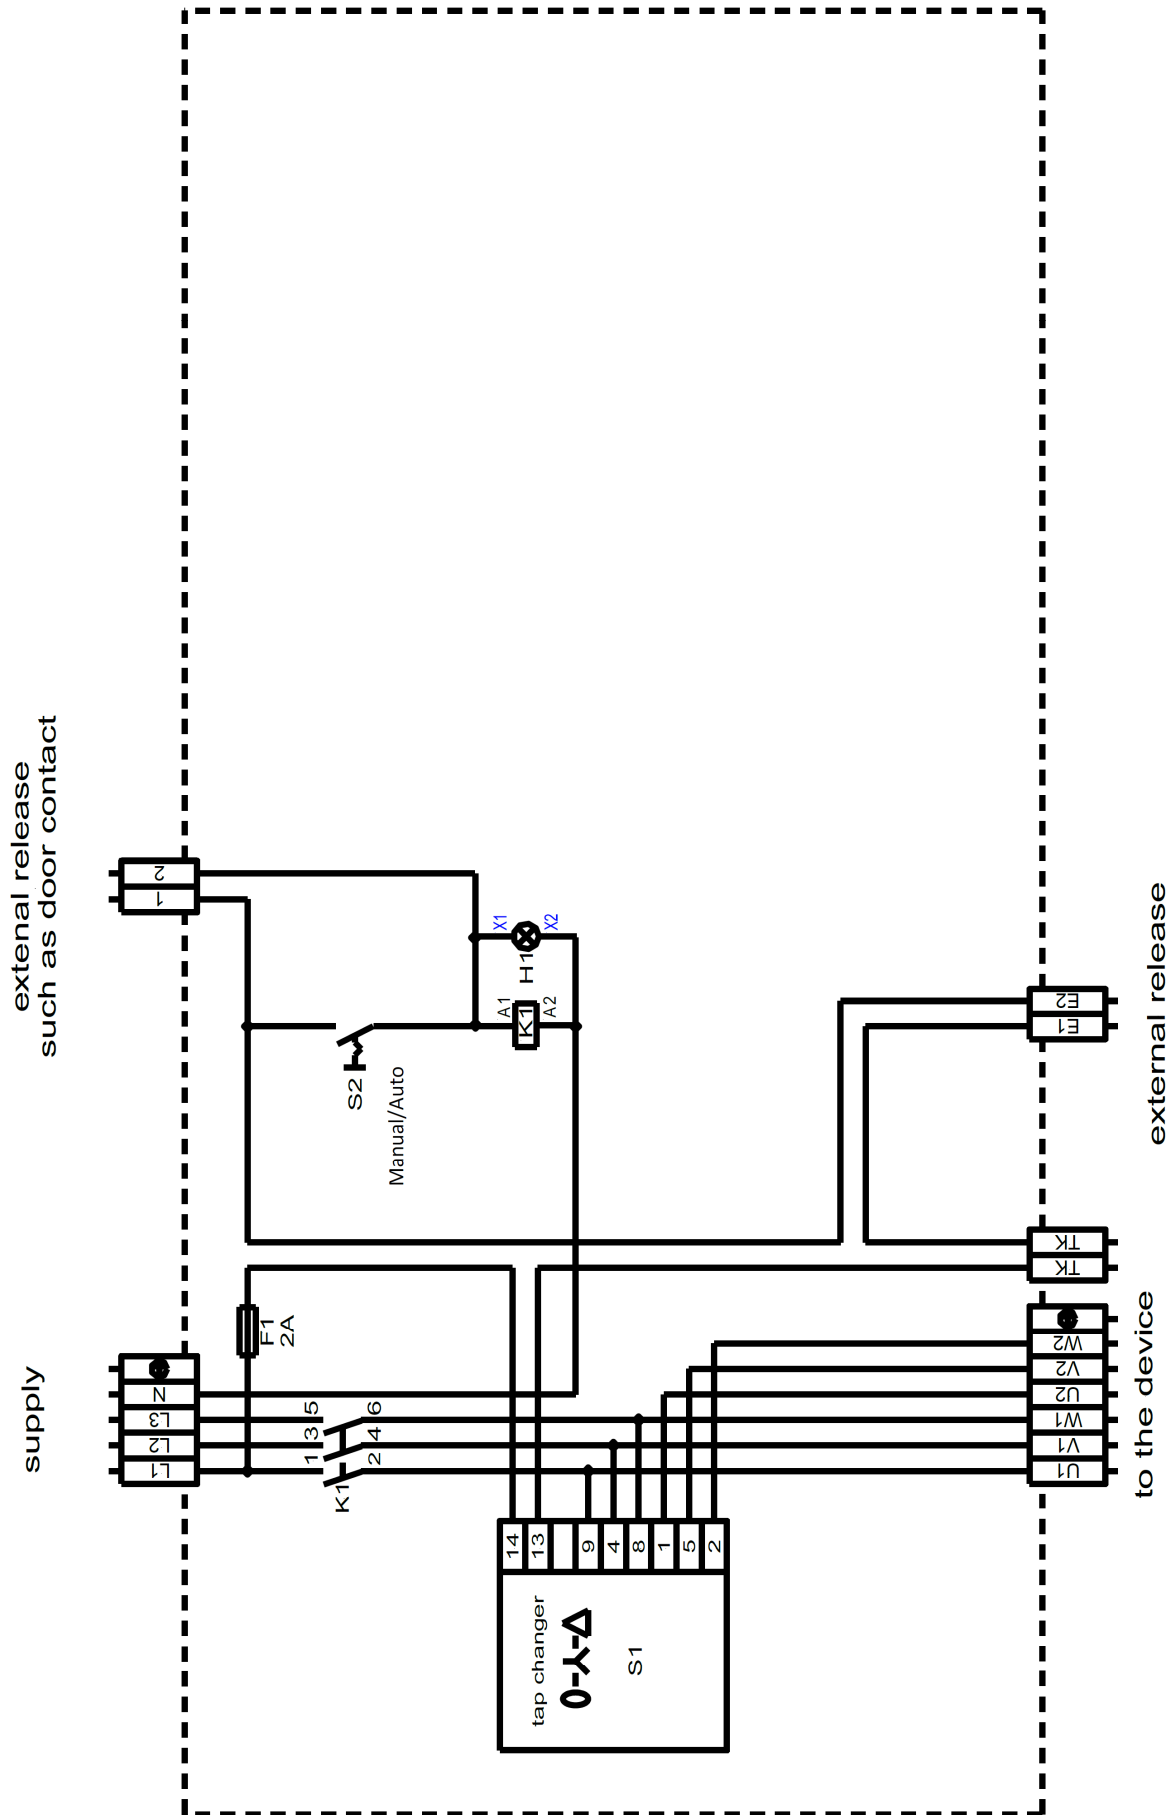 extenal release
such as door contact
2
1
X1
X2
H1
A1
A2
K1
S2
Manual/Auto
E2
E1
external release
TK
TK
supply
N
L3
L2
L1
F1
2A
5
3
1
6
4
2
K1
W2
V2
U2
W1
V1
U1
to the device
14
13
9
4
8
1
5
2
tap changer
0-Y-Δ
S1